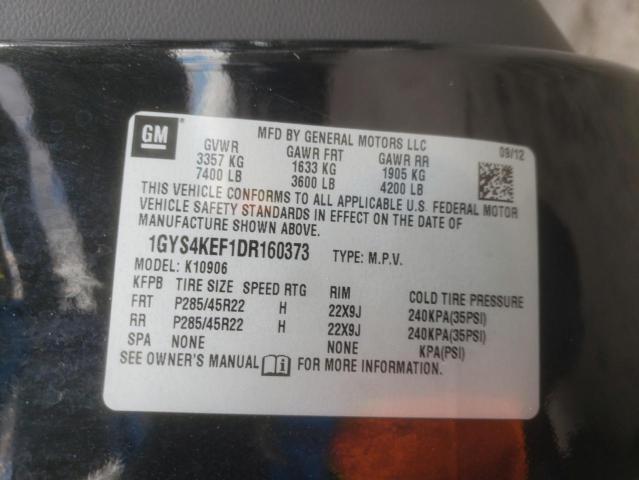 GM
MFD BY GENERAL MOTORS LLC 09/12
GVWR GAWR FRT GAWR RR
3357 KG 1633 KG 1905 KG
7400 LB 3600 LB 4200 LB
THIS VEHICLE CONFORMS TO ALL APPLICABLE U.S. FEDERAL MOTOR
VEHICLE SAFETY STANDARDS IN EFFECT ON THE DATE OF
MANUFACTURE SHOWN ABOVE.
1GYS4KEF1DR160373 TYPE: M.P.V.
MODEL: K10906
KFPB TIRE SIZE SPEED RTG RIM COLD TIRE PRESSURE
FRT P285/45R22 H 22X9J 240KPA(35PSI)
RR P285/45R22 H 22X9J 240KPA(35PSI)
SPA NONE NONE KPA(PSI)
SEE OWNER'S MANUAL FOR MORE INFORMATION.